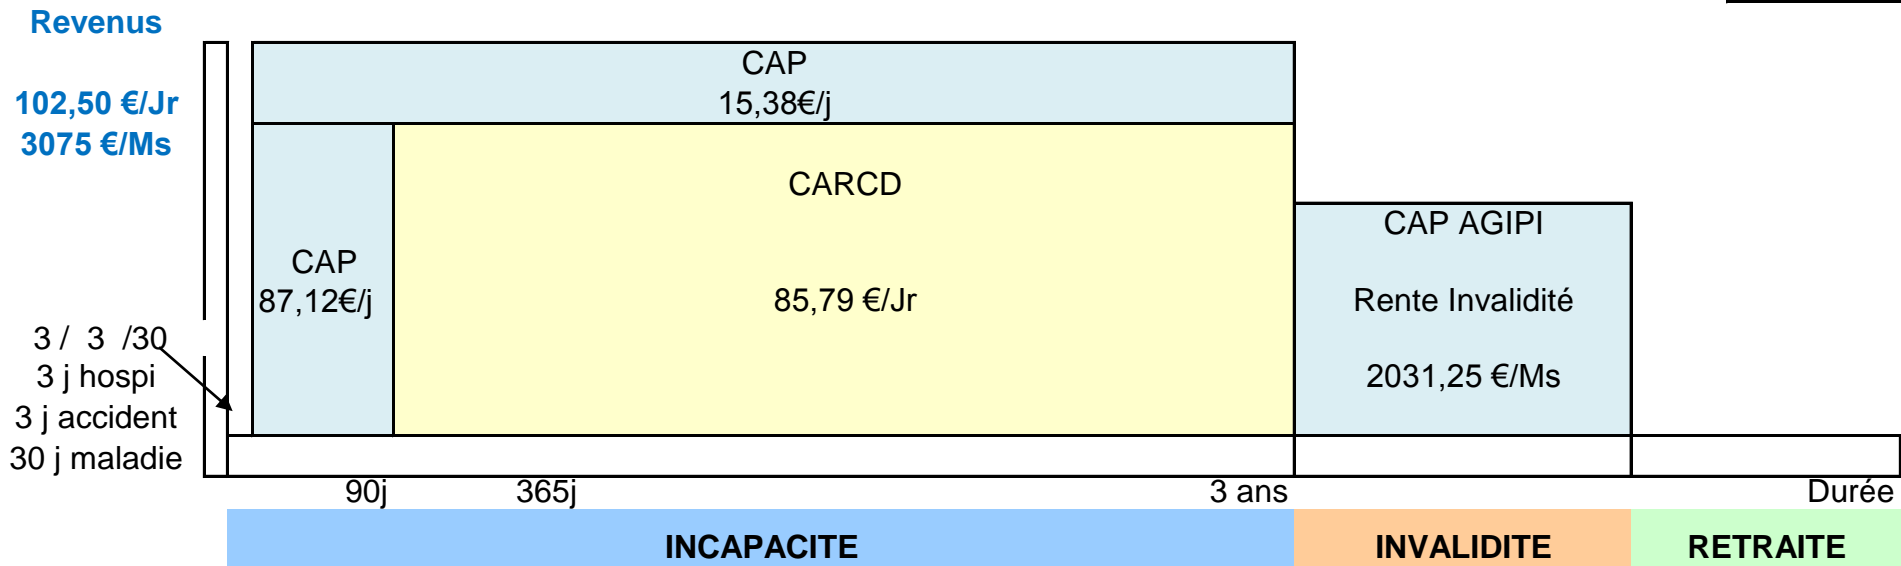 Revenus
102,50 €/Jr
3075 €/Ms
CAP
15,38€/j
CARCD
85,79 €/Jr
CAP
87,12€/j
CAP AGIPI
Rente Invalidité
2031,25 €/Ms
3 / 3 /30
3 j hospi
3 j accident
30 j maladie
90j 365j 3 ans Durée
INCAPACITE INVALIDITE RETRAITE